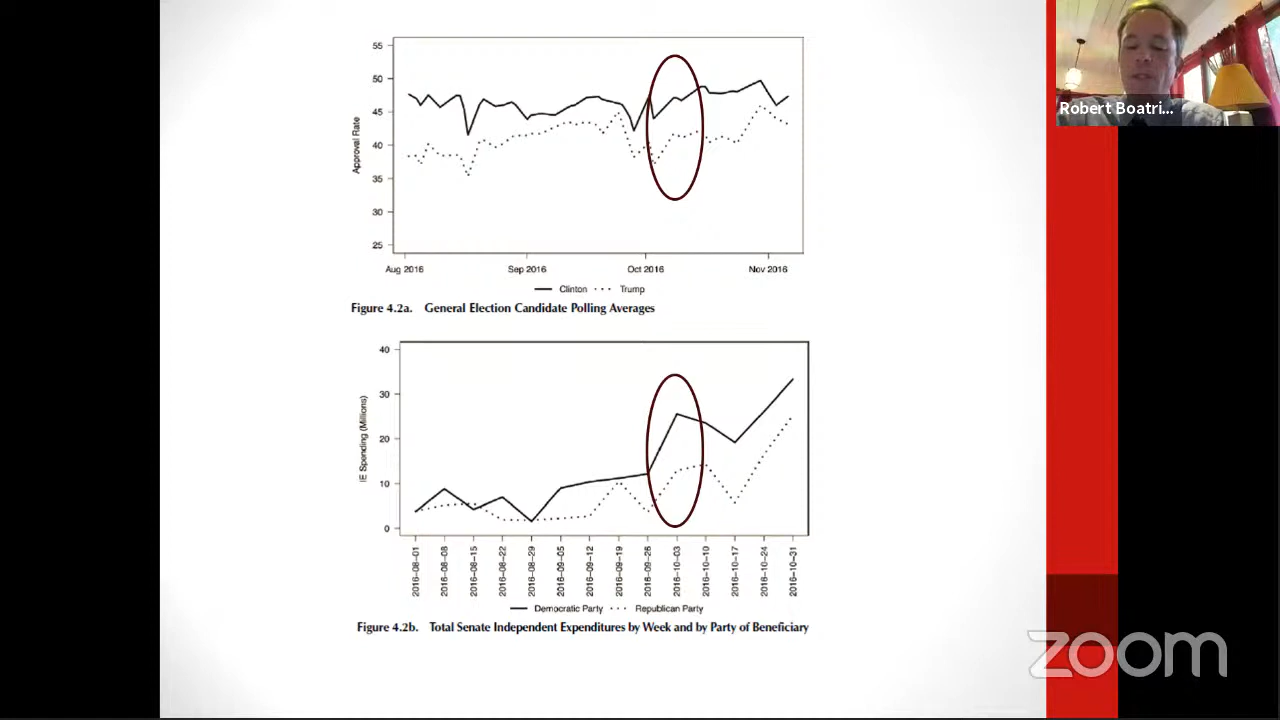 55
50
45
40
35
30
25
Approval Rate
Aug 2016 Sep 2016 Oct 2016 Nov 2016
Clinton Trump
Figure 4.2a. General Election Candidate Polling Averages
40
30
20
10
0
IE Spending (Millions)
2016-08-01 2016-08-08 2016-08-15 2016-08-22 2016-08-29 2016-09-05 2016-09-12 2016-09-19 2016-09-26 2016-10-03 2016-10-10 2016-10-17 2016-10-24 2016-10-31
Democratic Party Republican Party
Figure 4.2b. Total Senate Independent Expenditures by Week and by Party of Beneficiary
Robert Boatri...
zoom